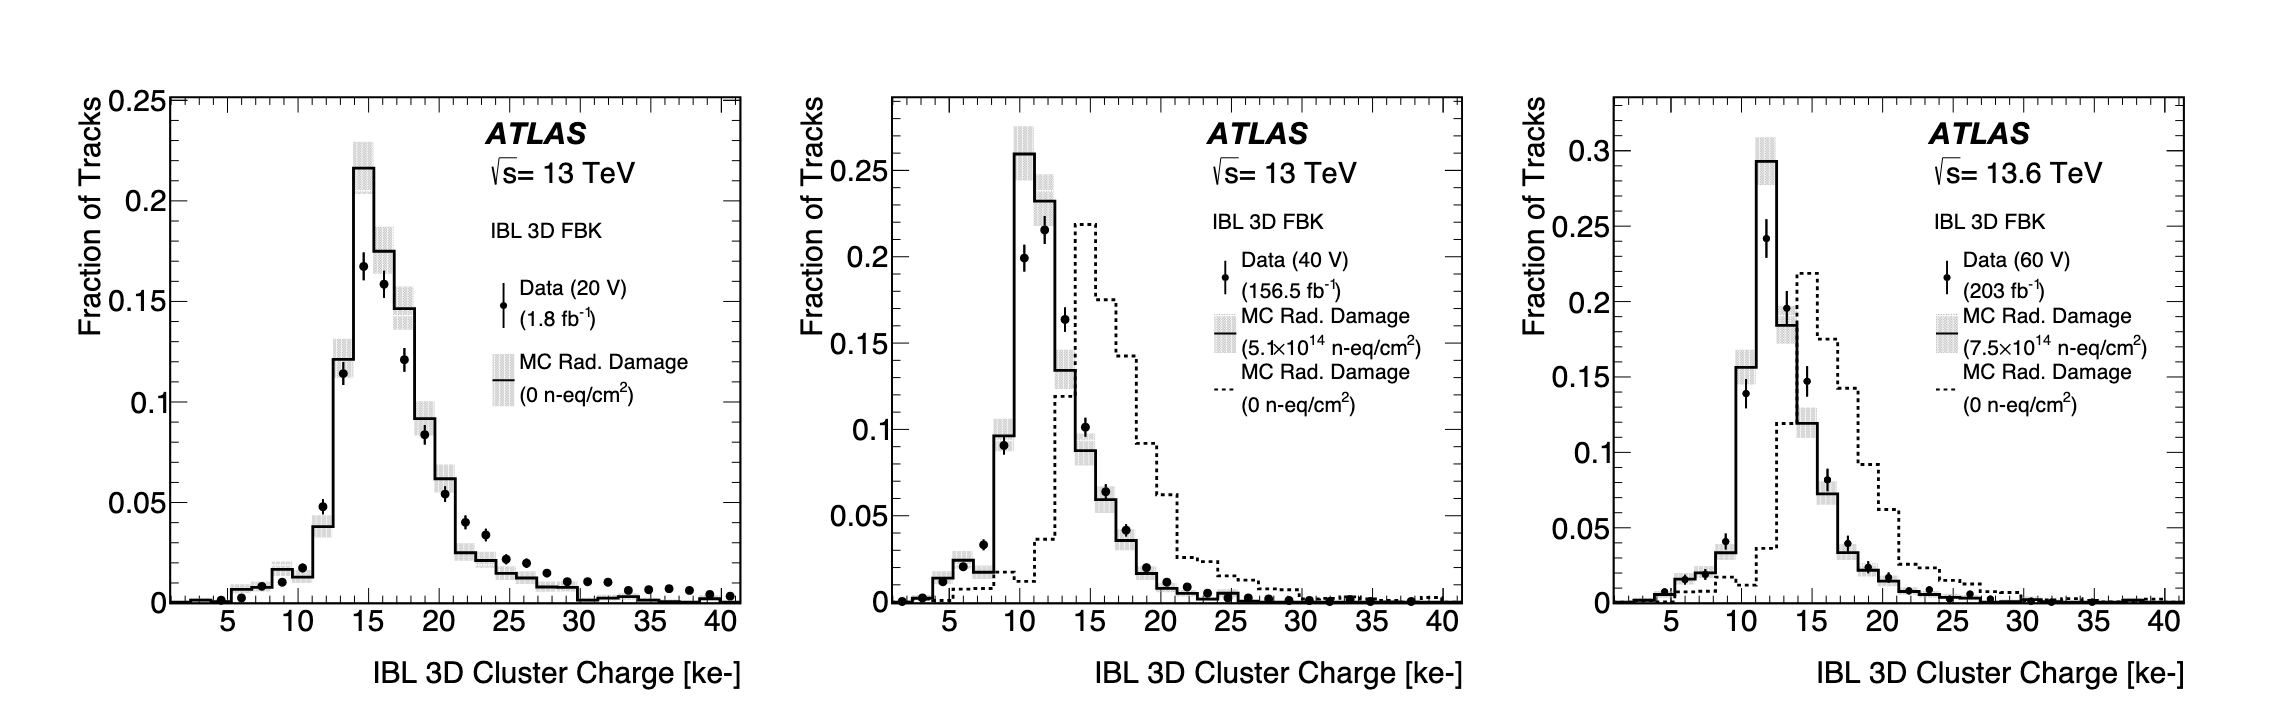 0.25
0.2
0.15
0.1
0.05
0
Fraction of Tracks
ATLAS
√s= 13 TeV
IBL 3D FBK
Data (20 V)
(1.8 fb⁻¹)
MC Rad. Damage
(0 n-eq/cm²)
5 10 15 20 25 30 35 40
IBL 3D Cluster Charge [ke-]
0.25
0.2
0.15
0.1
0.05
0
Fraction of Tracks
ATLAS
√s= 13 TeV
IBL 3D FBK
Data (40 V)
(156.5 fb⁻¹)
MC Rad. Damage
(5.1×10¹⁴ n-eq/cm²)
MC Rad. Damage
(0 n-eq/cm²)
5 10 15 20 25 30 35 40
IBL 3D Cluster Charge [ke-]
0.3
0.25
0.2
0.15
0.1
0.05
0
Fraction of Tracks
ATLAS
√s= 13.6 TeV
IBL 3D FBK
Data (60 V)
(203 fb⁻¹)
MC Rad. Damage
(7.5×10¹⁴ n-eq/cm²)
MC Rad. Damage
(0 n-eq/cm²)
5 10 15 20 25 30 35 40
IBL 3D Cluster Charge [ke-]